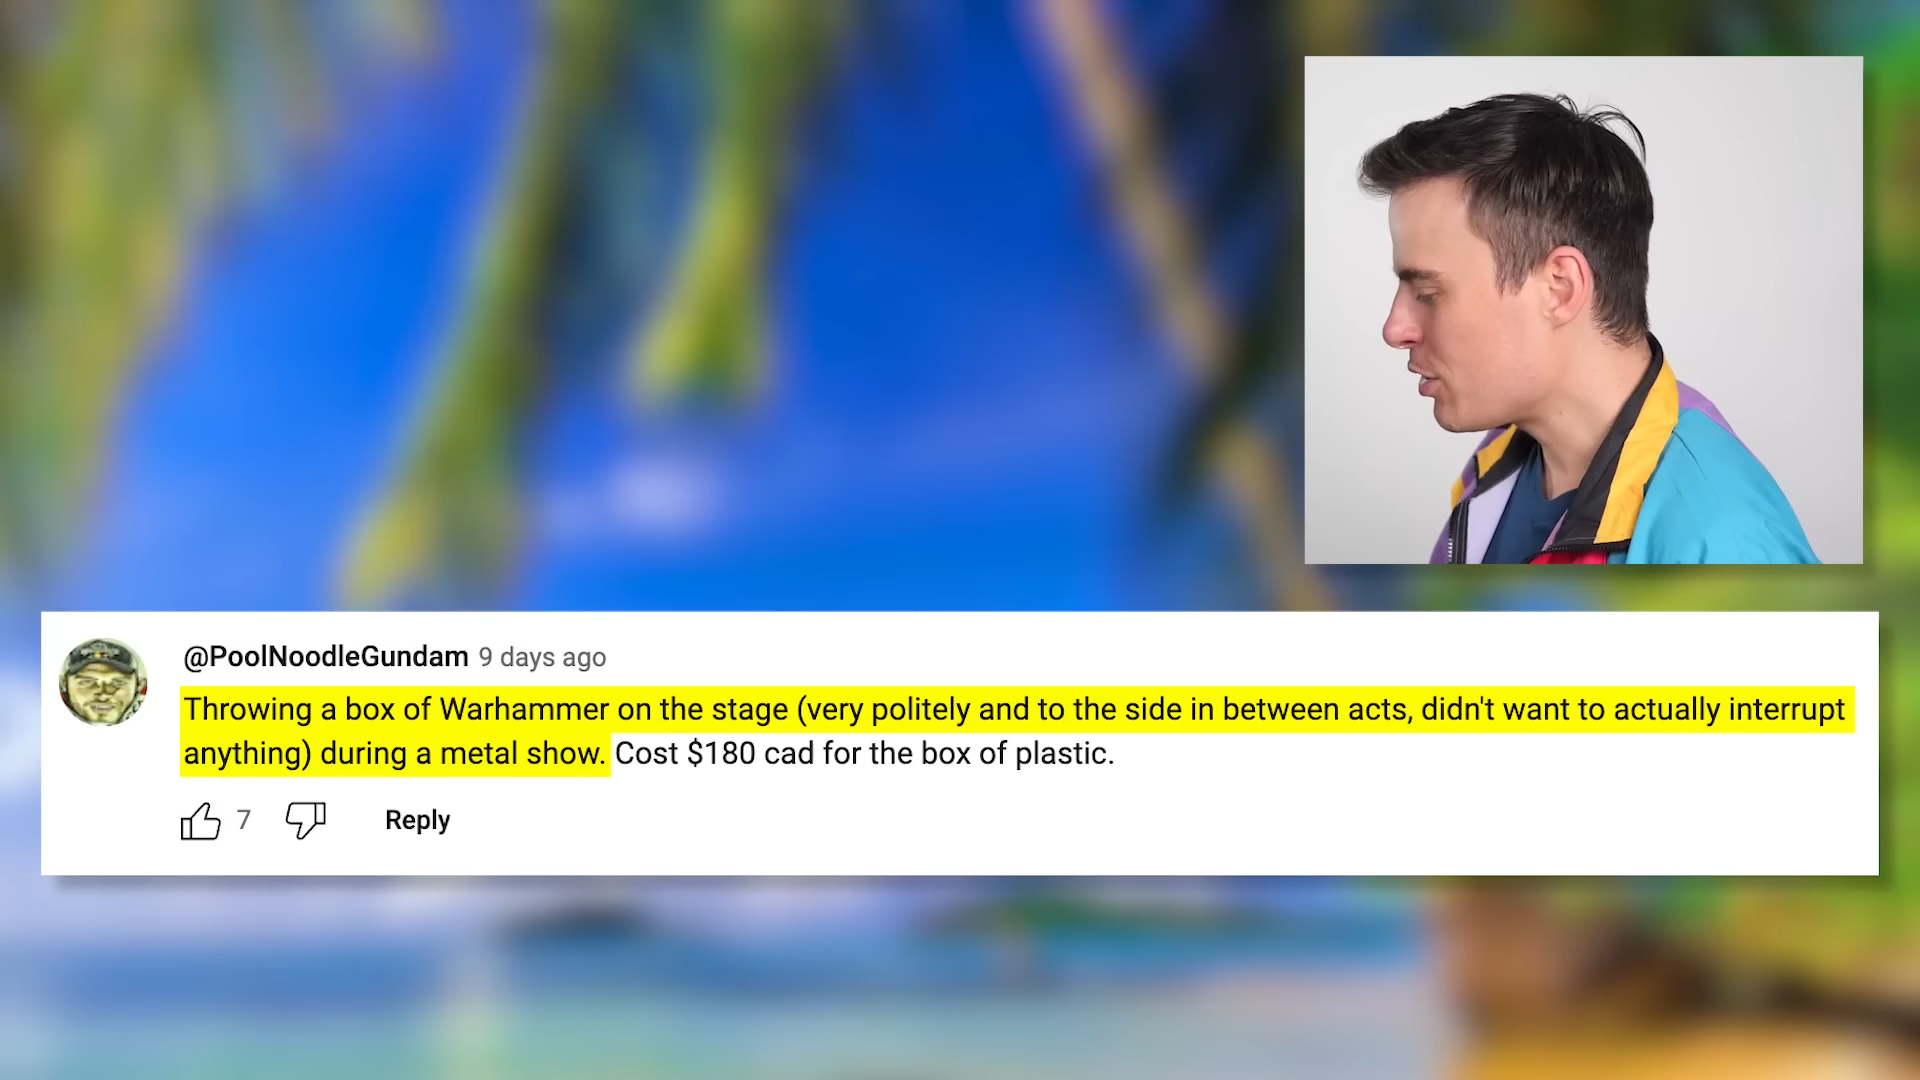 @PoolNoodleGundam 9 days ago
Throwing a box of Warhammer on the stage (very politely and to the side in between acts, didn't want to actually interrupt
anything) during a metal show. Cost $180 cad for the box of plastic.
7 Reply